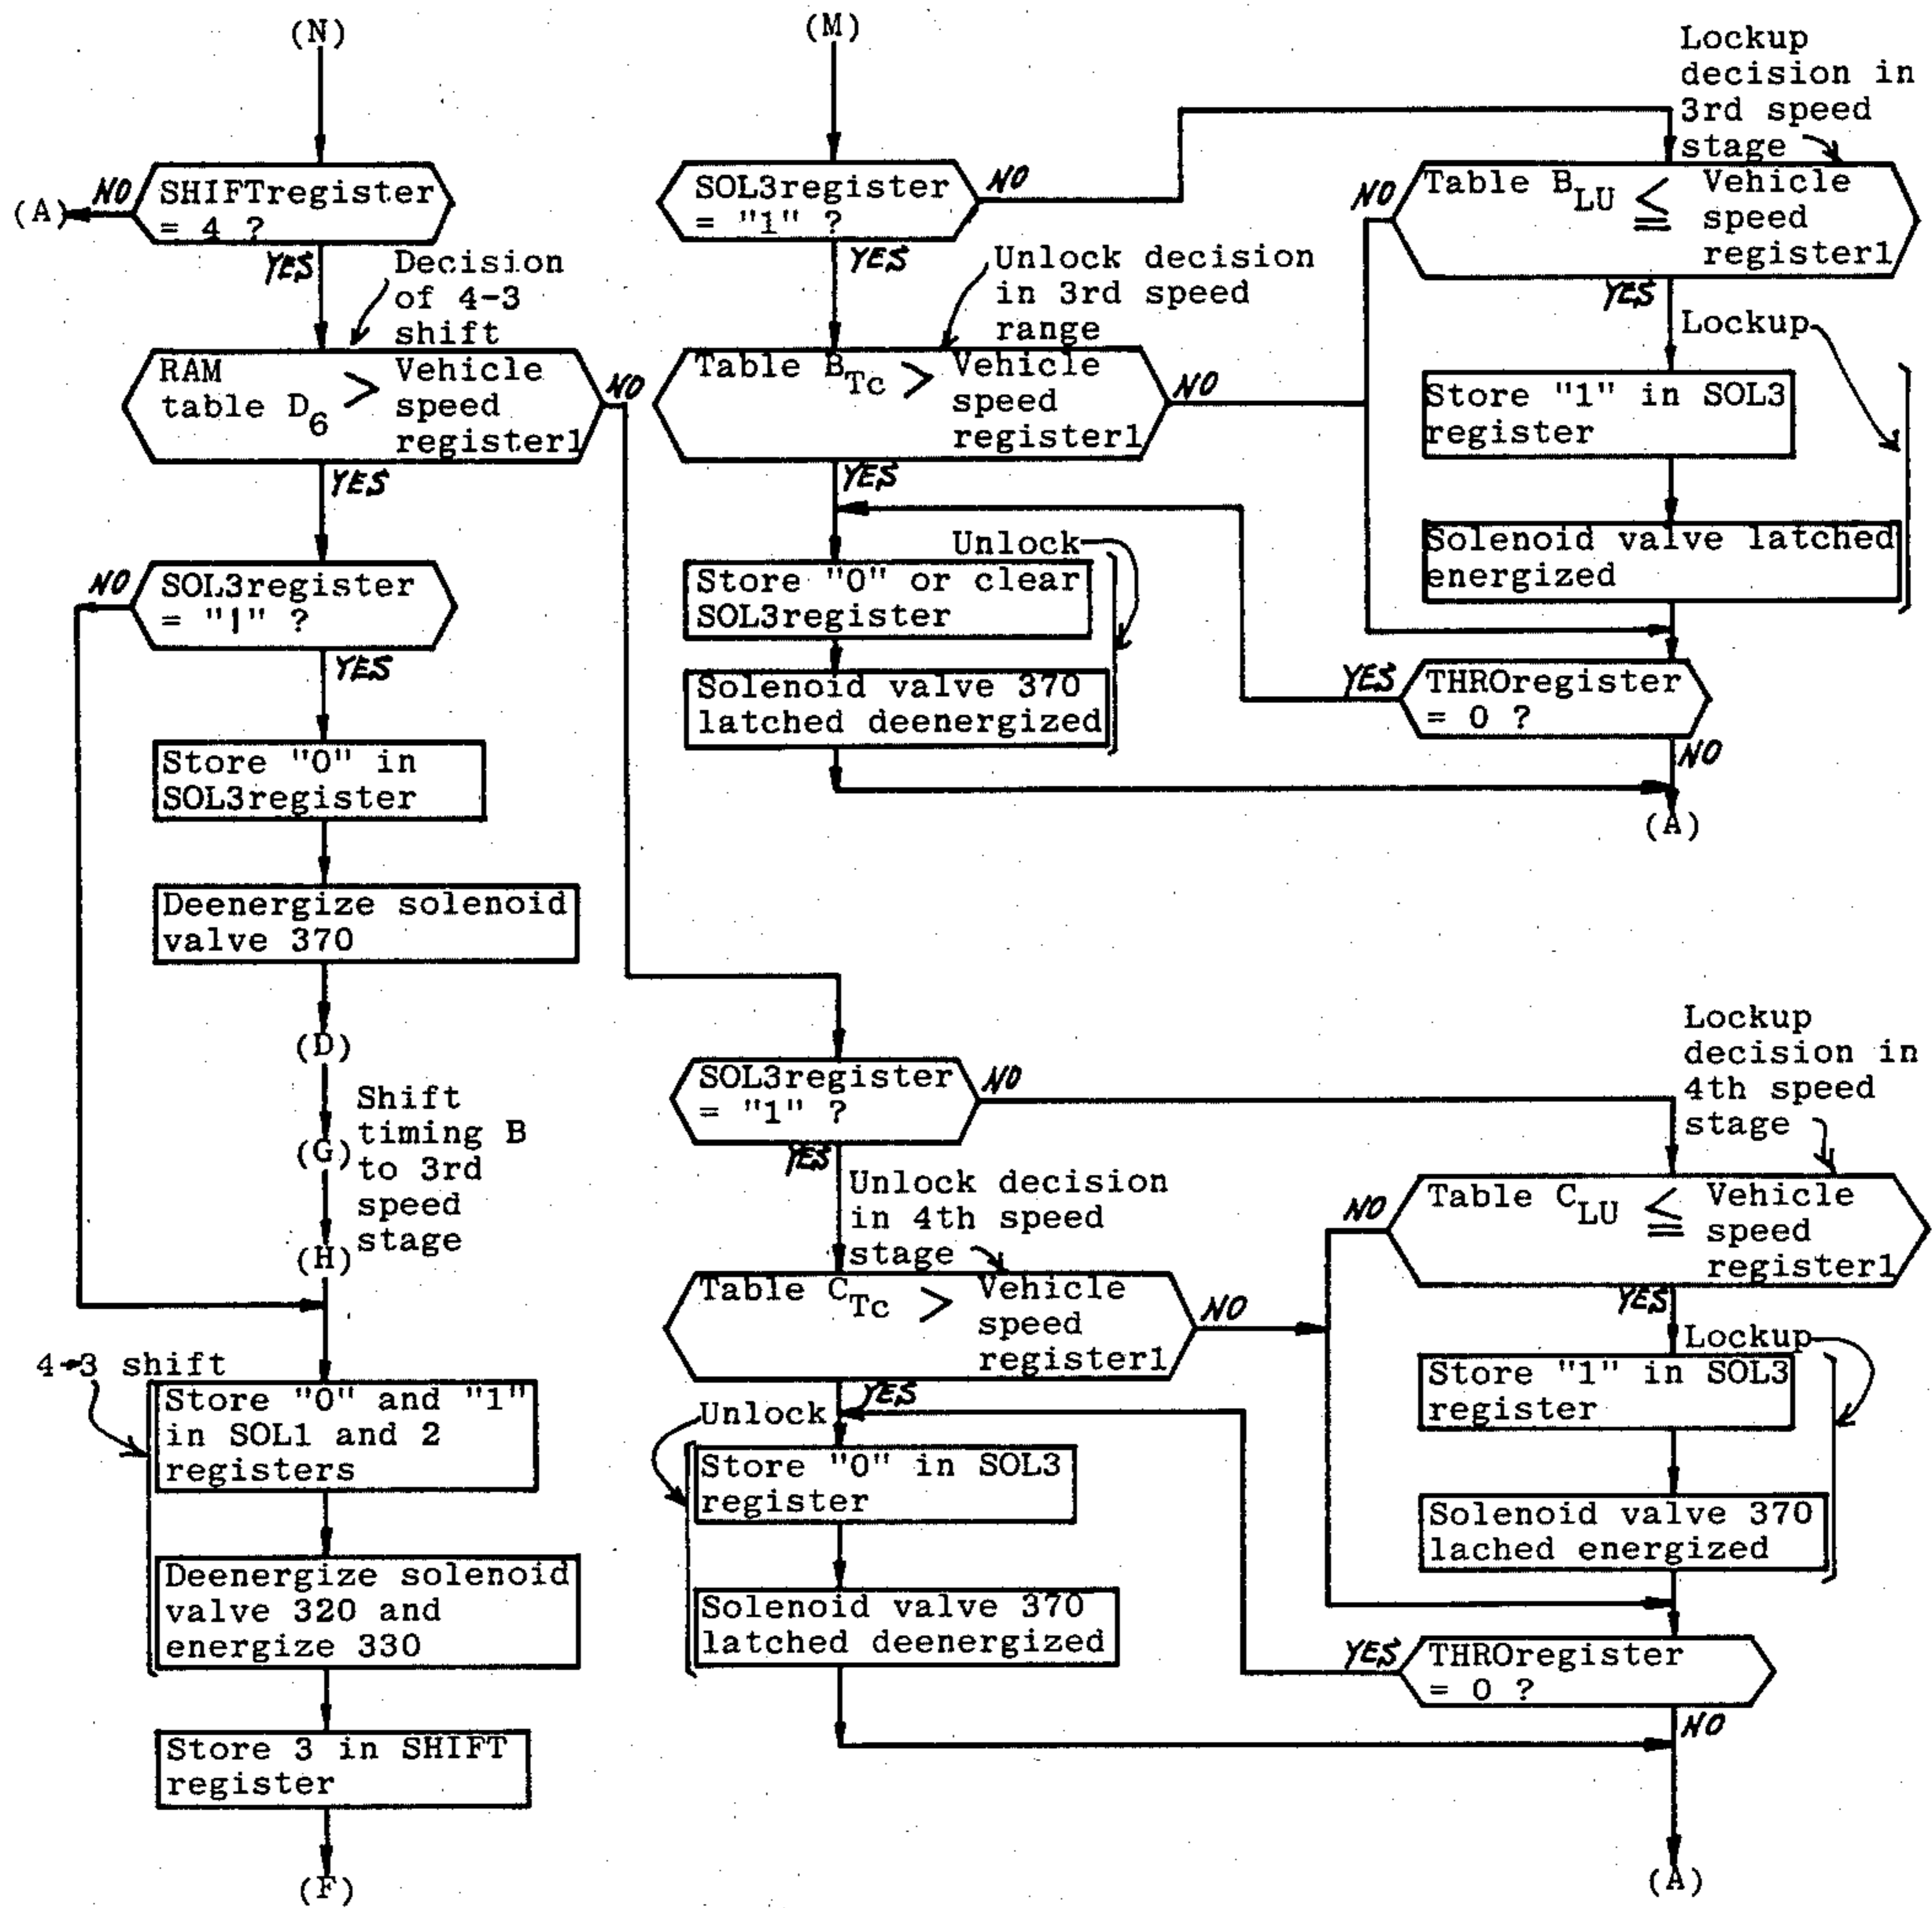 (N)
SHIFTregister
= 4 ?
NO
(A)
YES
Decision
of 4-3
shift
RAM
table D6
>
Vehicle
speed
register1
NO
YES
SOL3register
= "1" ?
NO
YES
Store "0" in
SOL3register
Deenergize solenoid
valve 370
(D)
(G)
(H)
Shift
timing B
to 3rd
speed
stage
4→3 shift
Store "0" and "1"
in SOL1 and 2
registers
Deenergize solenoid
valve 320 and
energize 330
Store 3 in SHIFT
register
(F)
(M)
SOL3register
= "1" ?
NO
YES
Unlock decision
in 3rd speed
range
Table BTc >
Vehicle
speed
register1
NO
YES
Unlock
Store "0" or clear
SOL3register
Solenoid valve 370
latched deenergized
Lockup
decision in
3rd speed
stage
Table BLU ≦
Vehicle
speed
register1
NO
YES
Lockup
Store "1" in SOL3
register
Solenoid valve latched
energized
THROregister
= 0 ?
YES
NO
(A)
SOL3register
= "1" ?
NO
YES
Unlock decision
in 4th speed
stage
Table CTc >
Vehicle
speed
register1
NO
YES
Unlock
Store "0" in SOL3
register
Solenoid valve 370
latched deenergized
Lockup
decision in
4th speed
stage
Table CLU ≦
Vehicle
speed
register1
NO
YES
Lockup
Store "1" in SOL3
register
Solenoid valve 370
lached energized
THROregister
= 0 ?
YES
NO
(A)